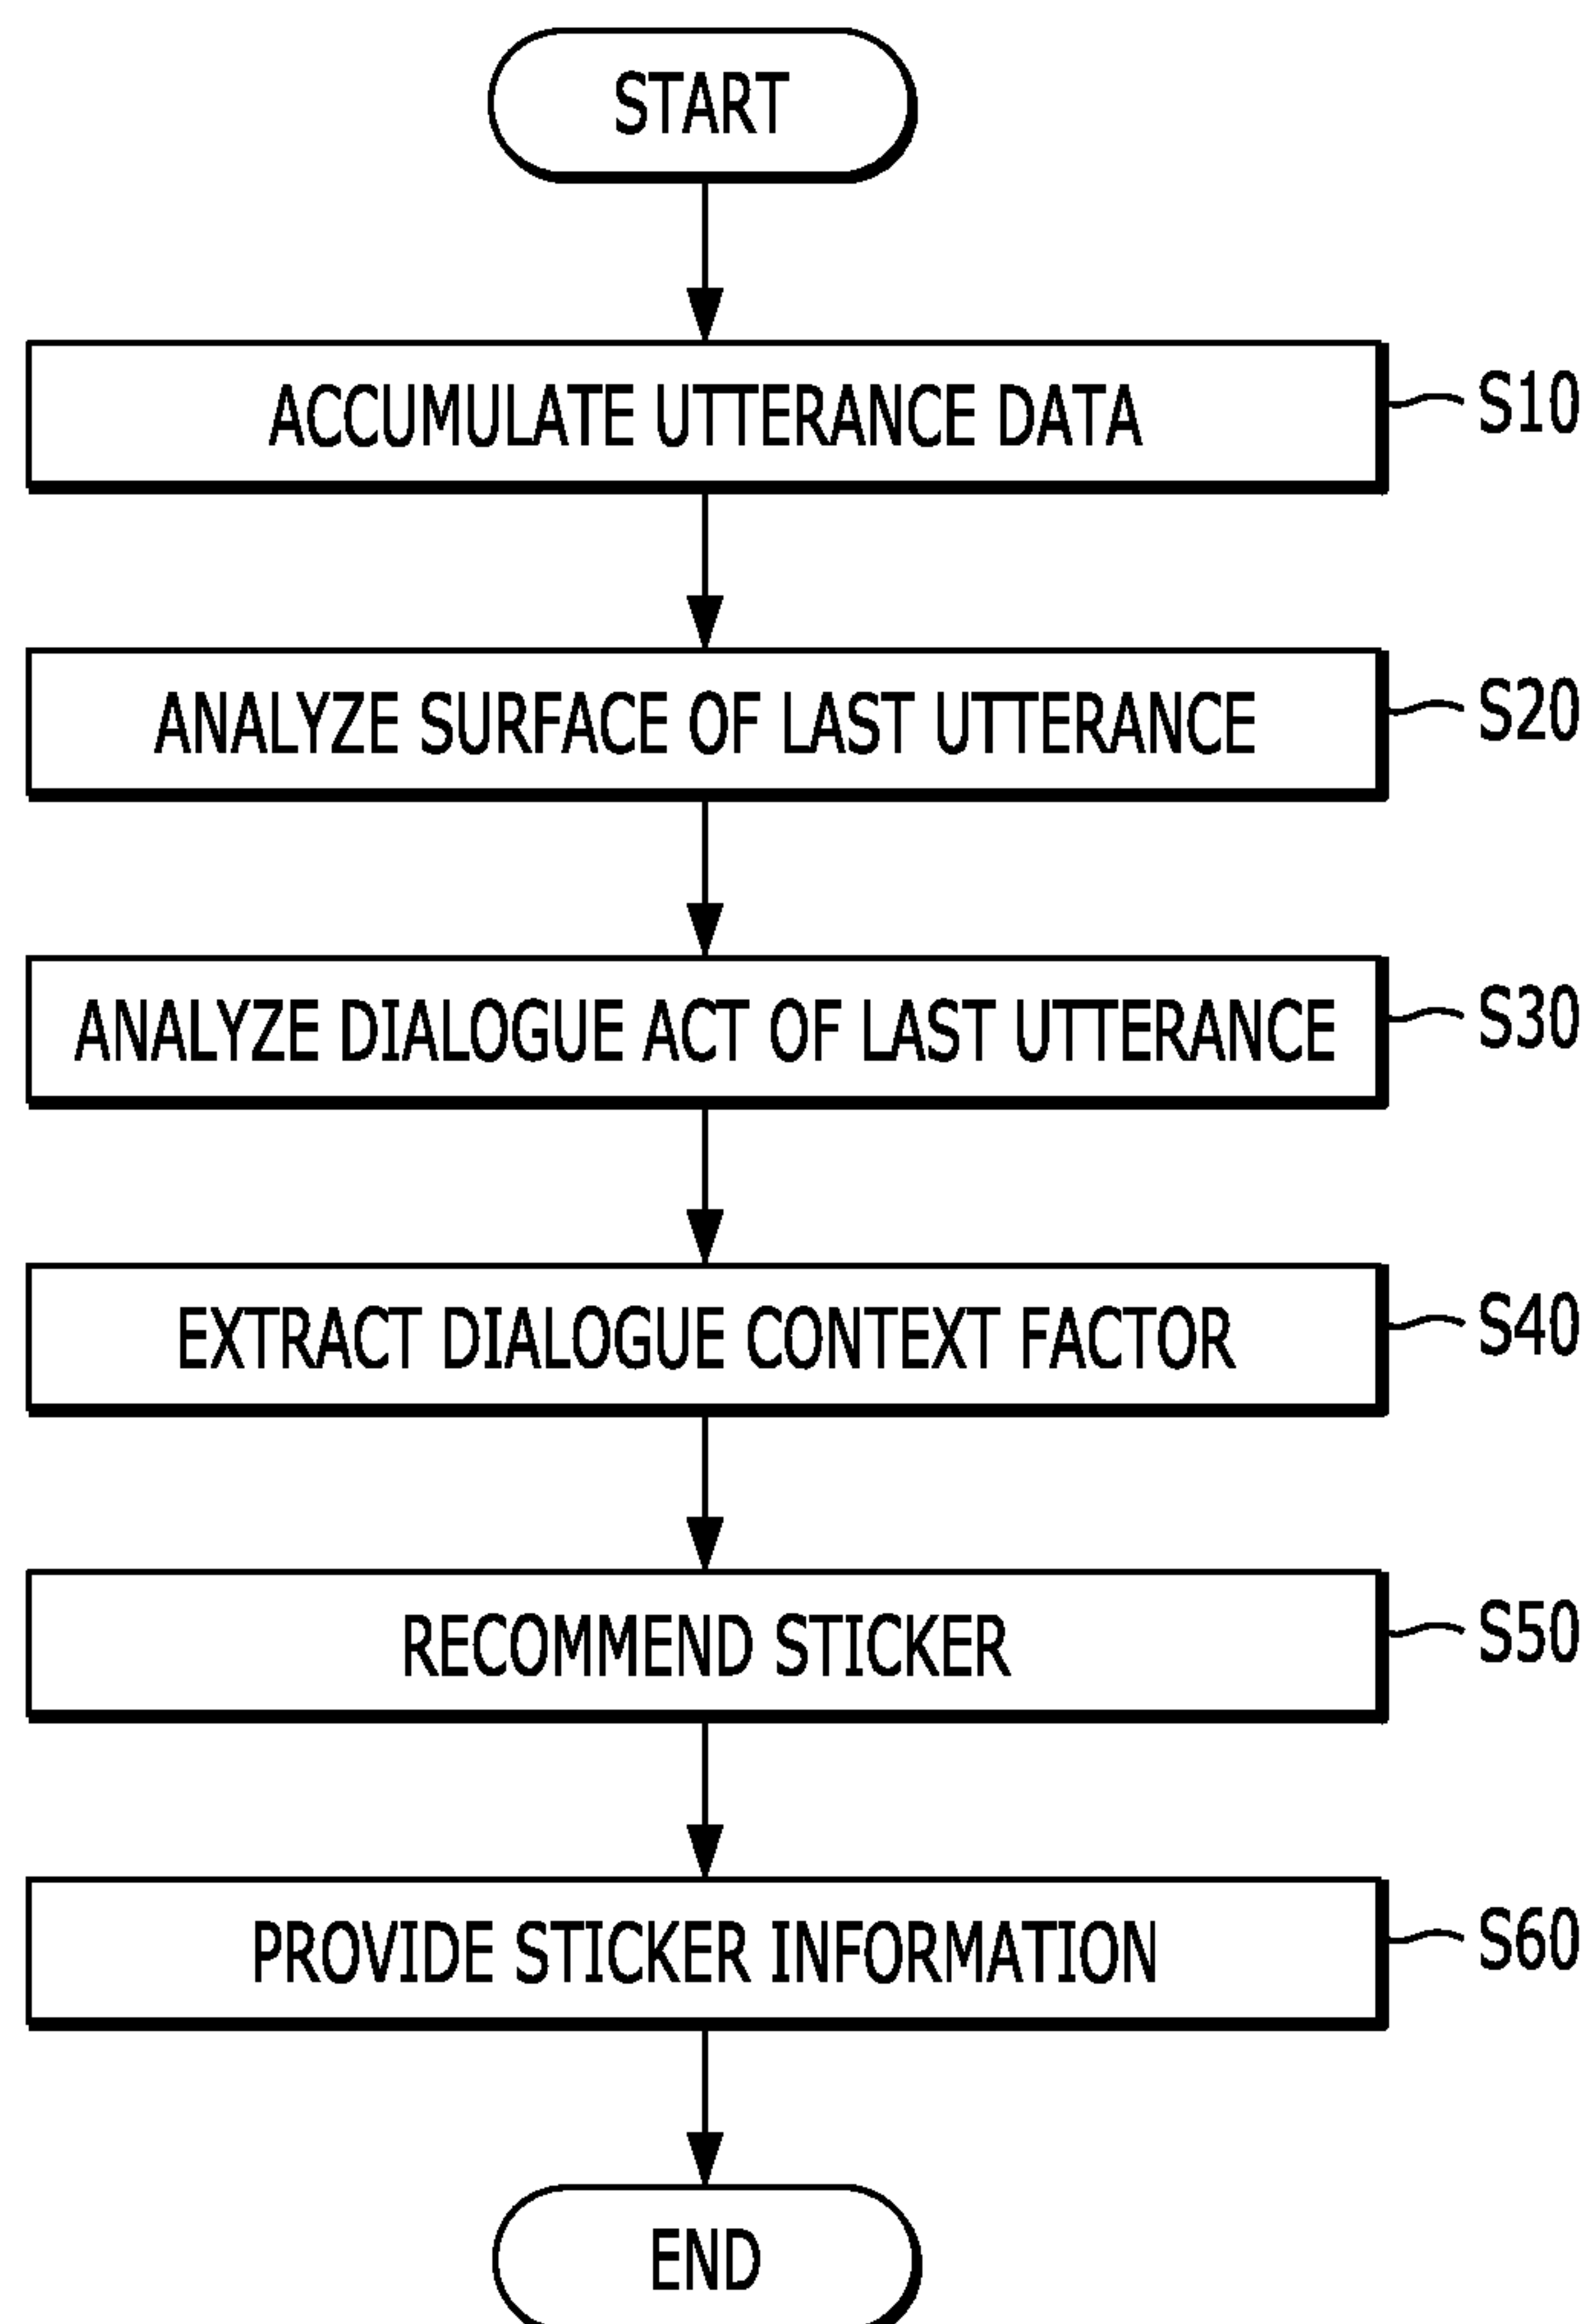 START
ACCUMULATE UTTERANCE DATA
S10
ANALYZE SURFACE OF LAST UTTERANCE
S20
ANALYZE DIALOGUE ACT OF LAST UTTERANCE
S30
EXTRACT DIALOGUE CONTEXT FACTOR
S40
RECOMMEND STICKER
S50
PROVIDE STICKER INFORMATION
S60
END